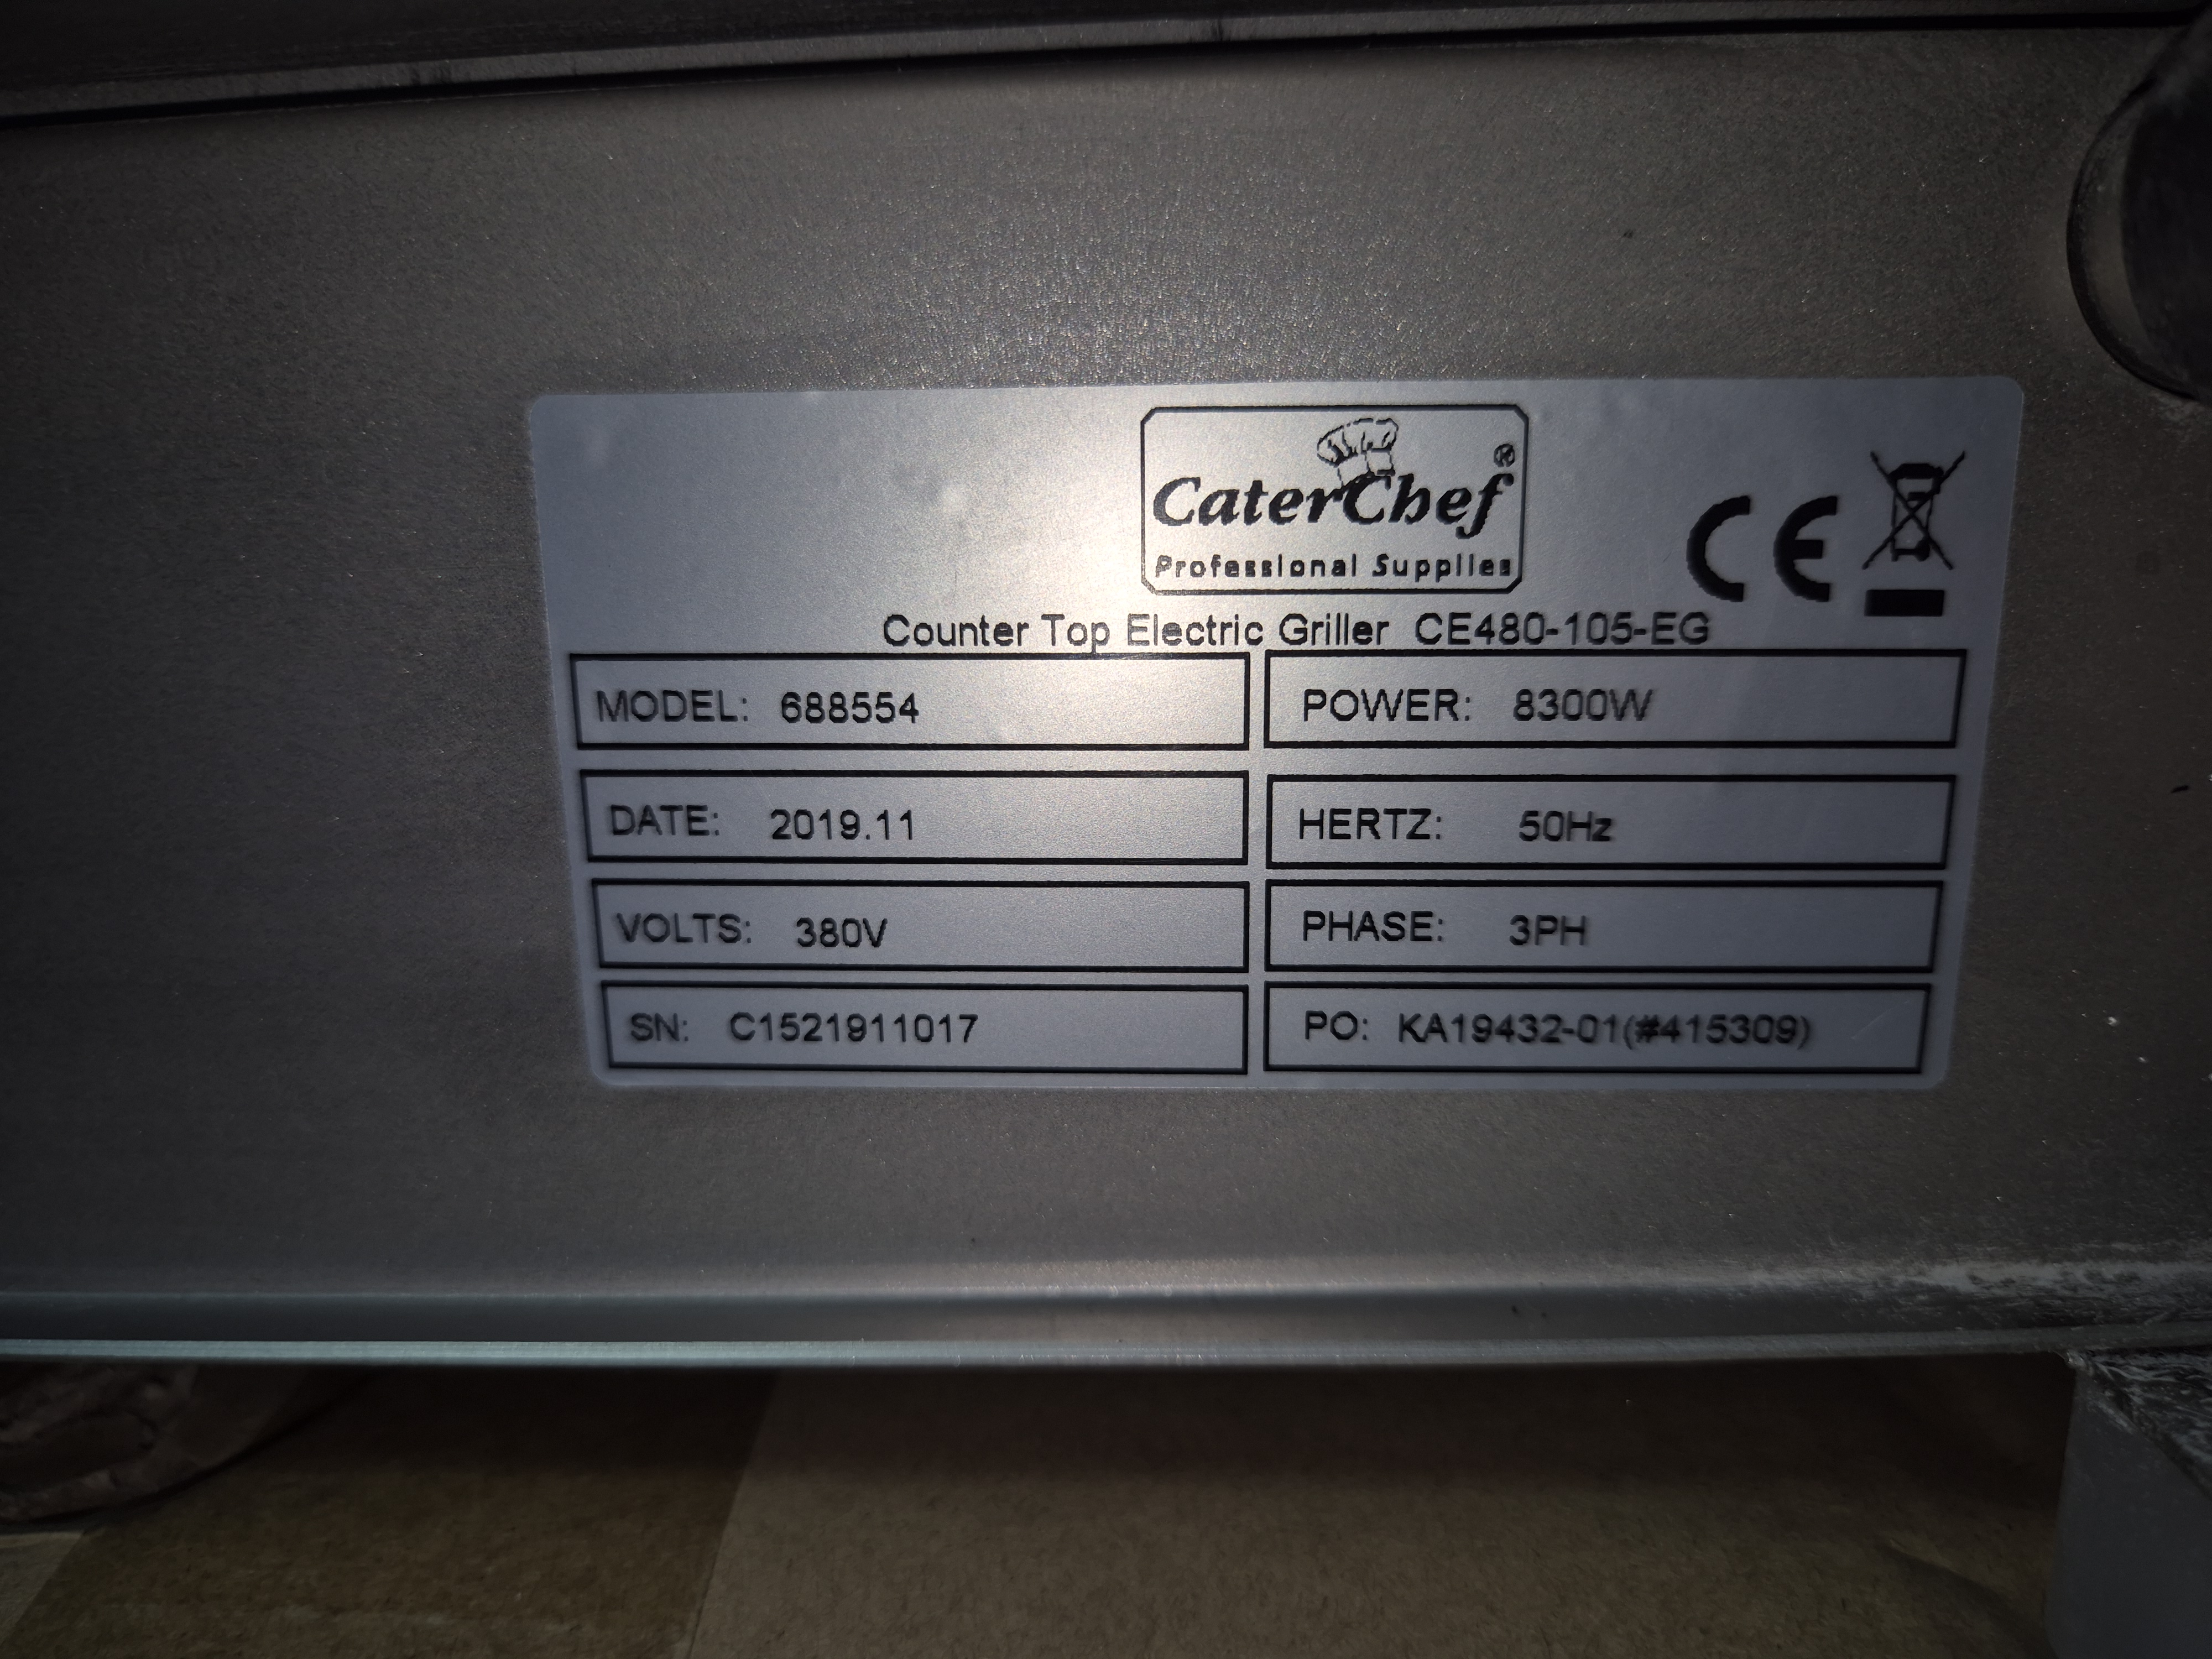 CaterChef®
Professional Supplies
CE
Counter Top Electric Griller CE480-105-EG
MODEL: 688554
POWER: 8300W
DATE: 2019.11
HERTZ: 50Hz
VOLTS: 380V
PHASE: 3PH
SN: C1521911017
PO: KA19432-01(#415309)